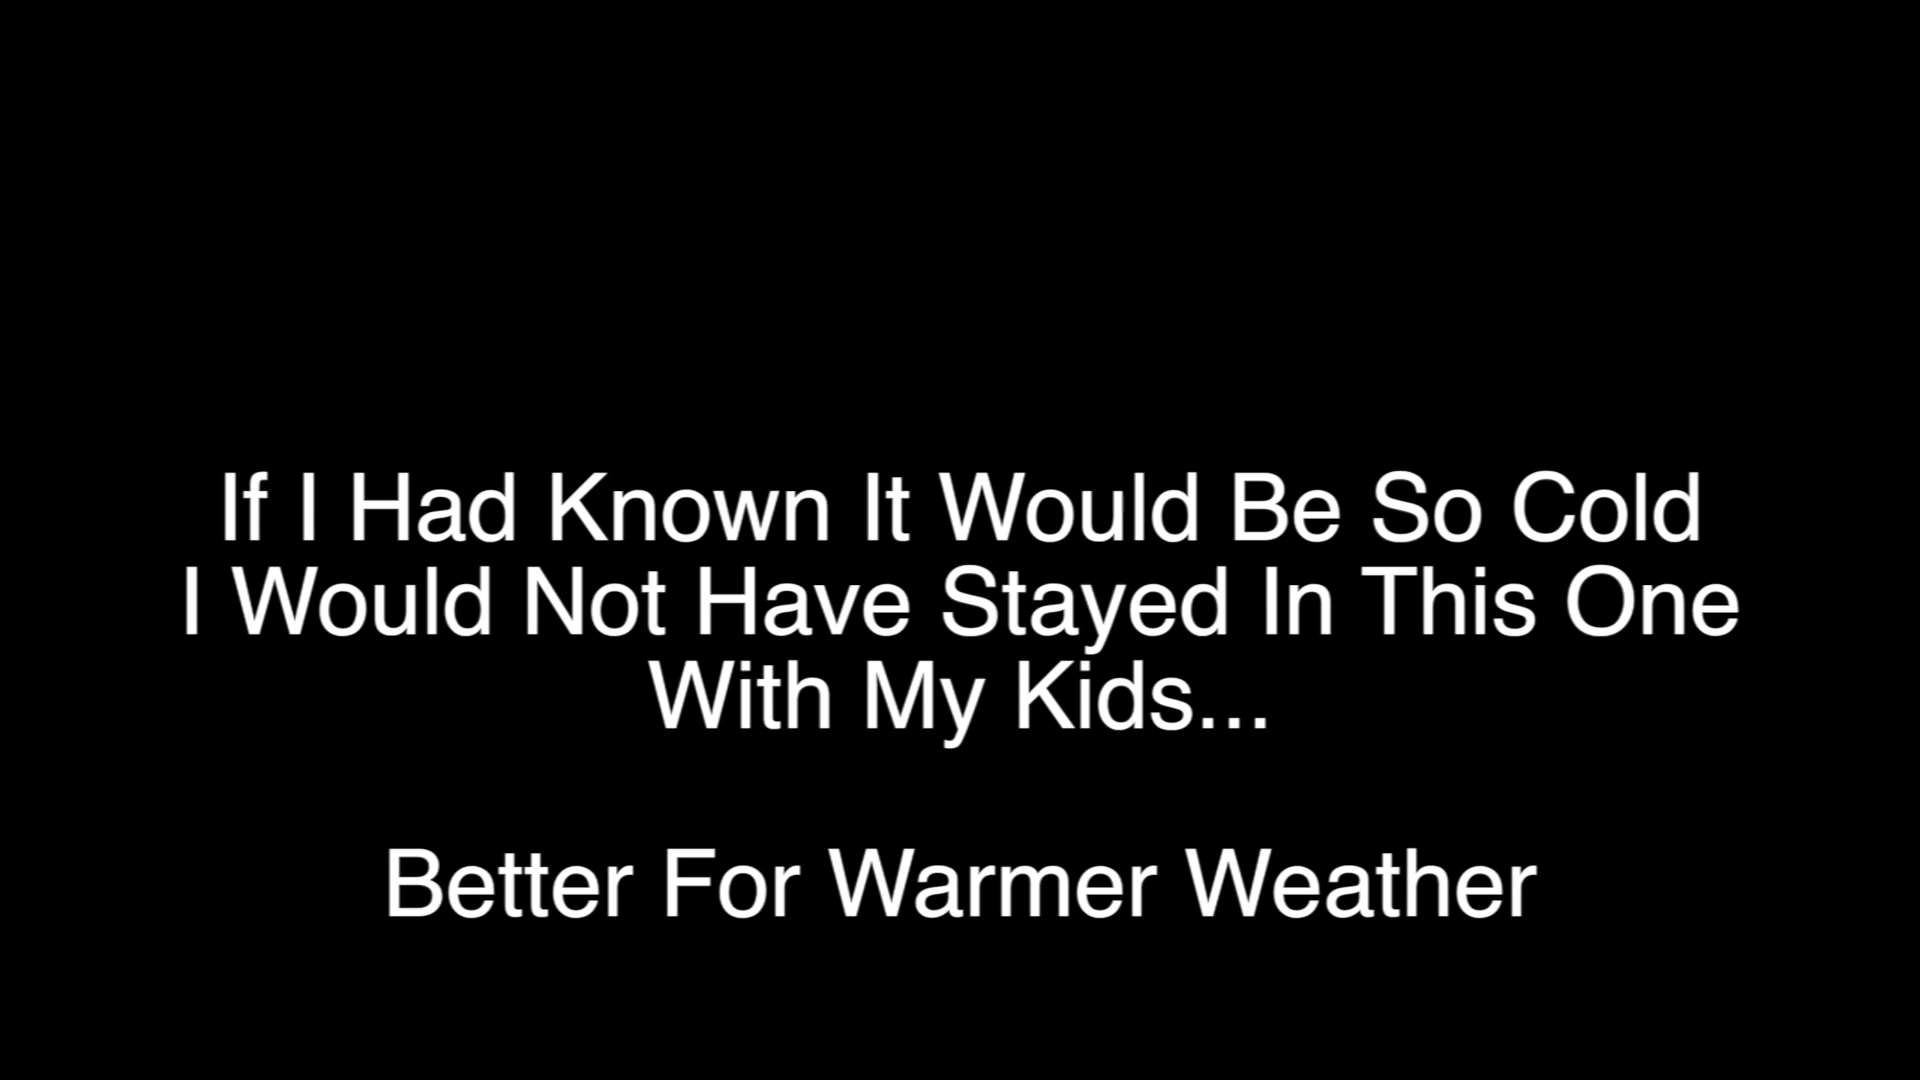 If I Had Known It Would Be So Cold
I Would Not Have Stayed In This One
With My Kids...
Better For Warmer Weather